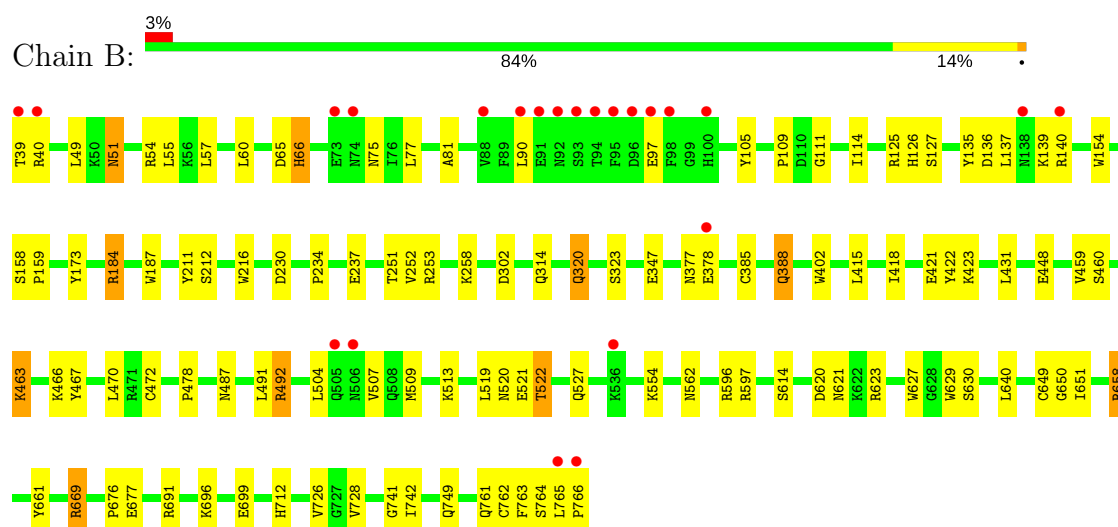 3%
Chain B:
84% 14% •
T39 R40 L49 K50 N51 R54 L55 K56 L57 L60 D65 H66 E73 N74 N75 I76 L77 A81 V88 F89 L90 E91 N92 S93 T94 F95 D96 E97 F98 G99 H100 Y105 P109 D110 G111 I114 R125 H126 S127 Y135 D136 L137 N138 K139 R140 W154
S158 P159 Y173 R184 W187 Y211 S212 W216 D230 P234 E237 T251 V252 R253 K258 D302 Q314 Q320 S323 E347 N377 E378 C385 Q388 W402 L415 I418 E421 Y422 K423 L431 E448 V459 S460
K463 K466 Y467 L470 R471 C472 P478 N487 L491 R492 L504 Q505 N506 V507 Q508 M509 K513 L519 N520 E521 T522 Q527 K536 K554 N562 R596 R597 S614 D620 N621 K622 R623 W627 G628 W629 S630 L640 C649 G650 I651 R658
Y661 R669 P676 E677 R691 K696 E699 H712 V726 G727 V728 G741 I742 Q749 Q761 C762 F763 S764 L765 P766